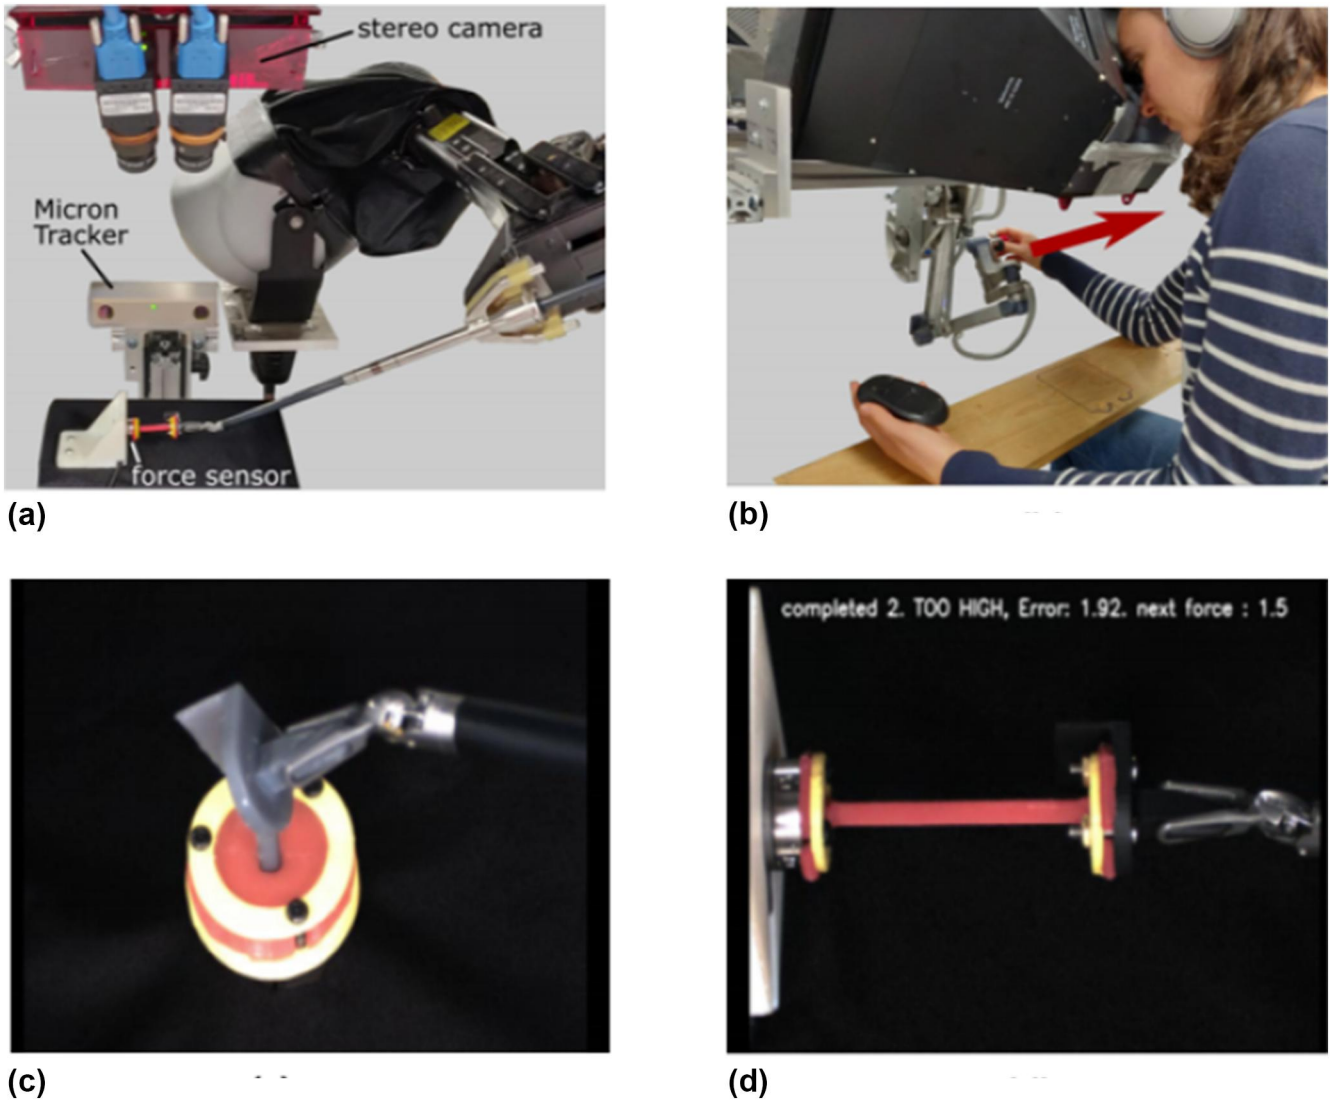 stereo camera
Micron
Tracker
force sensor
(a)
(b)
completed 2. TOO HIGH, Error: 1.92. next force : 1.5
(c)
(d)